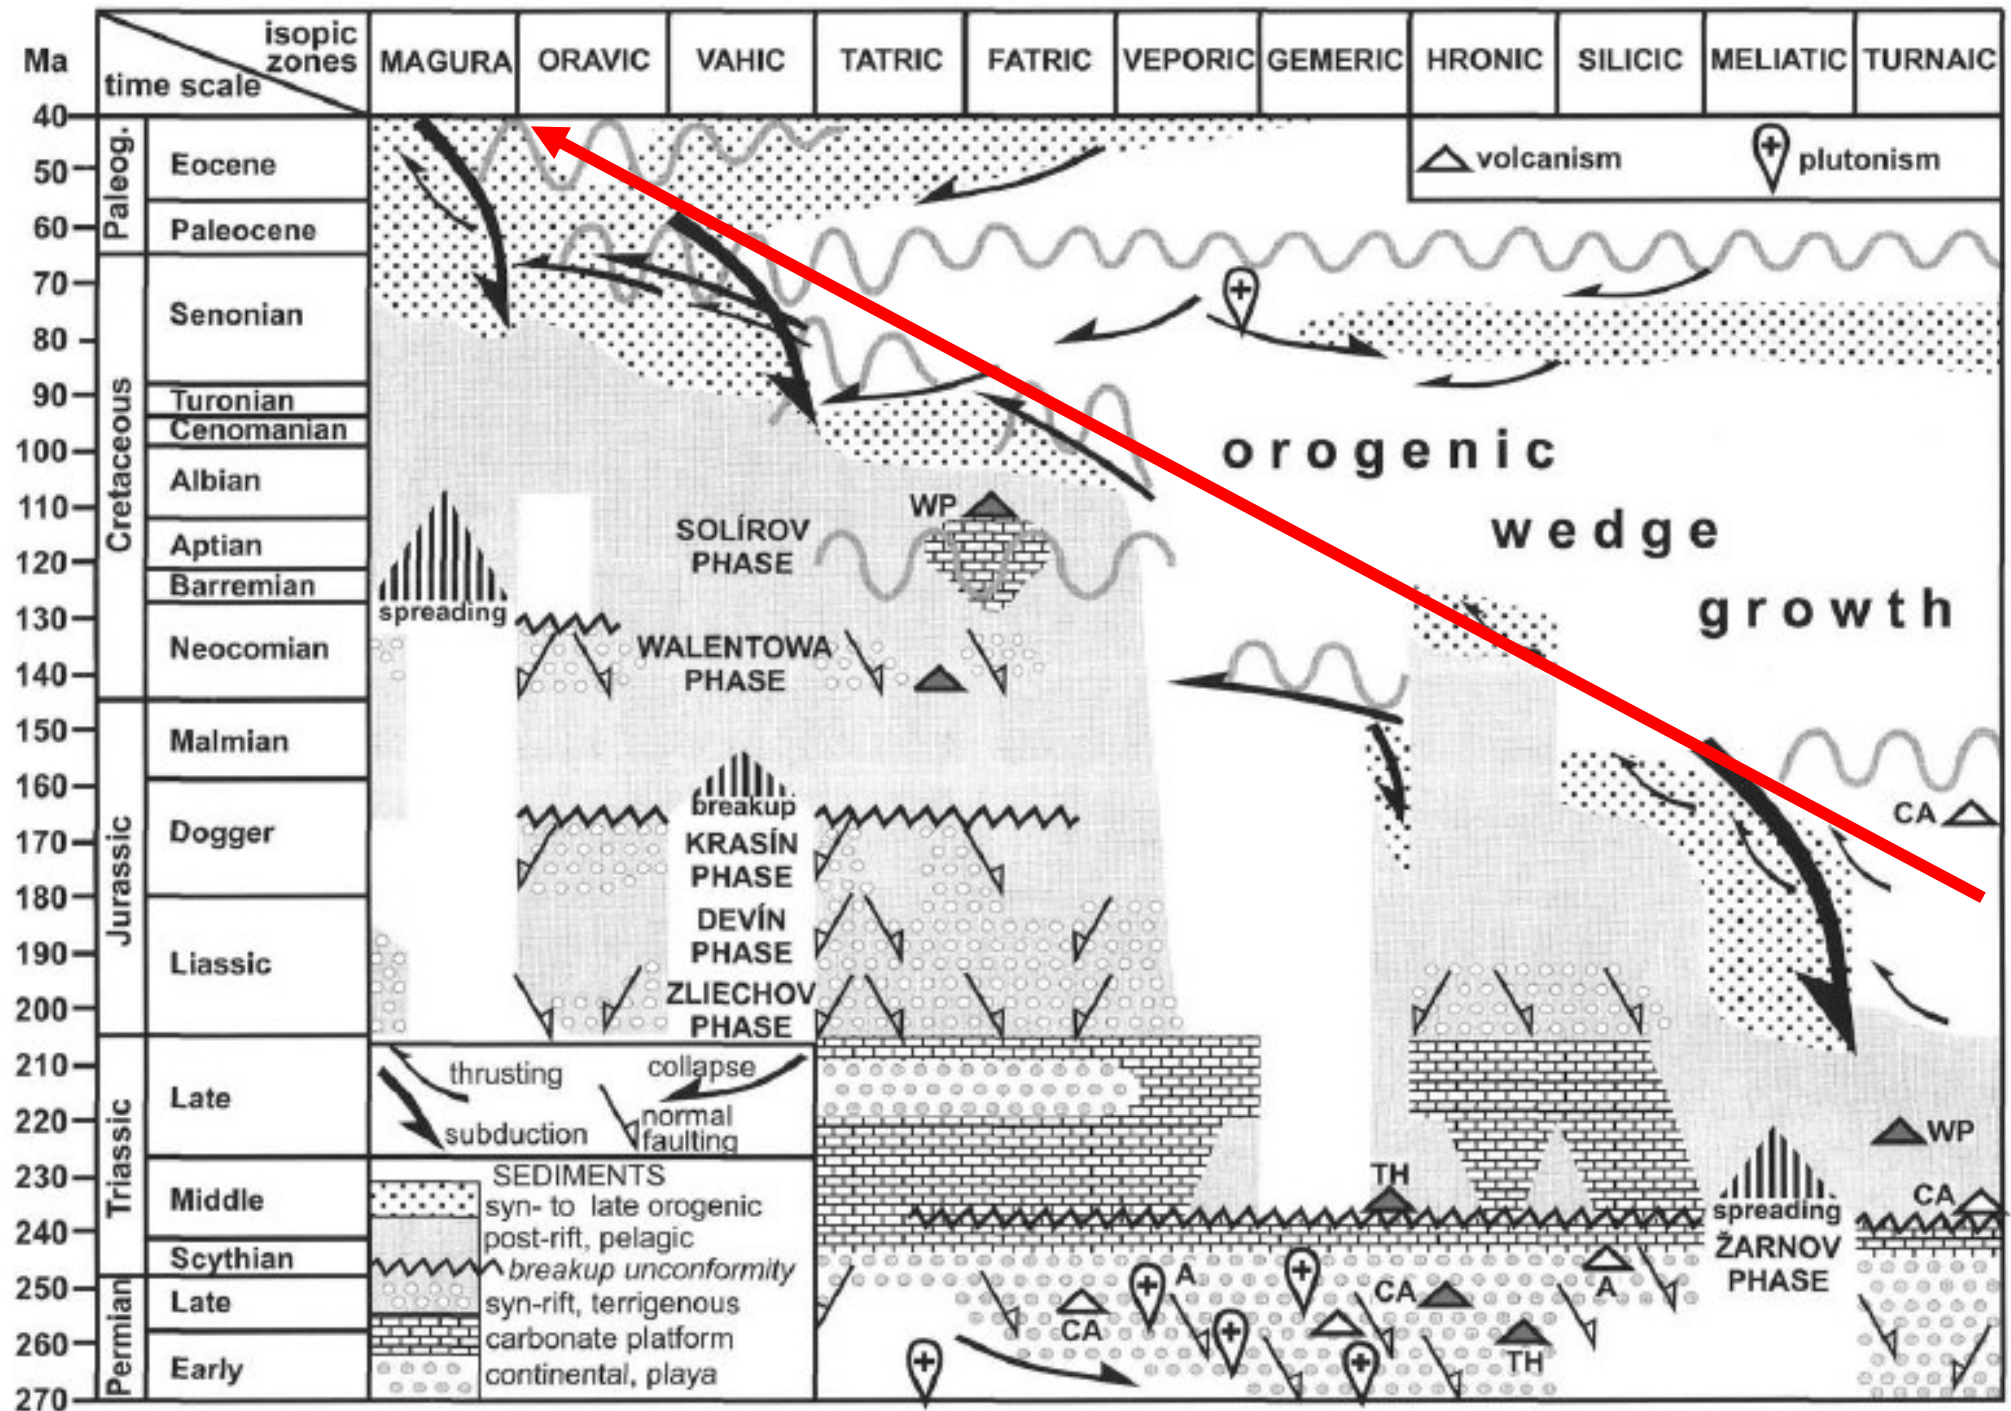 isopic
zones
Ma
time scale
MAGURA
ORAVIC
VAHIC
TATRIC
FATRIC
VEPORIC
GEMERIC
HRONIC
SILICIC
MELIATIC
TURNAIC
40
50
60
70
80
90
100
110
120
130
140
150
160
170
180
190
200
210
220
230
240
250
260
270
Paleog.
Cretaceous
Jurassic
Triassic
Permian
Eocene
Paleocene
Senonian
Turonian
Cenomanian
Albian
Aptian
Barremian
Neocomian
Malmian
Dogger
Liassic
Late
Middle
Scythian
Late
Early
volcanism
plutonism
orogenic
wedge
growth
WP
SOLÍROV
PHASE
spreading
WALENTOWA
PHASE
breakup
KRASÍN
PHASE
DEVÍN
PHASE
ZLIECHOV
PHASE
CA
thrusting
collapse
subduction
normal
faulting
SEDIMENTS
syn- to late orogenic
post-rift, pelagic
breakup unconformity
syn-rift, terrigenous
carbonate platform
continental, playa
WP
TH
CA
spreading
ŽARNOV
PHASE
A
CA
CA
A
TH